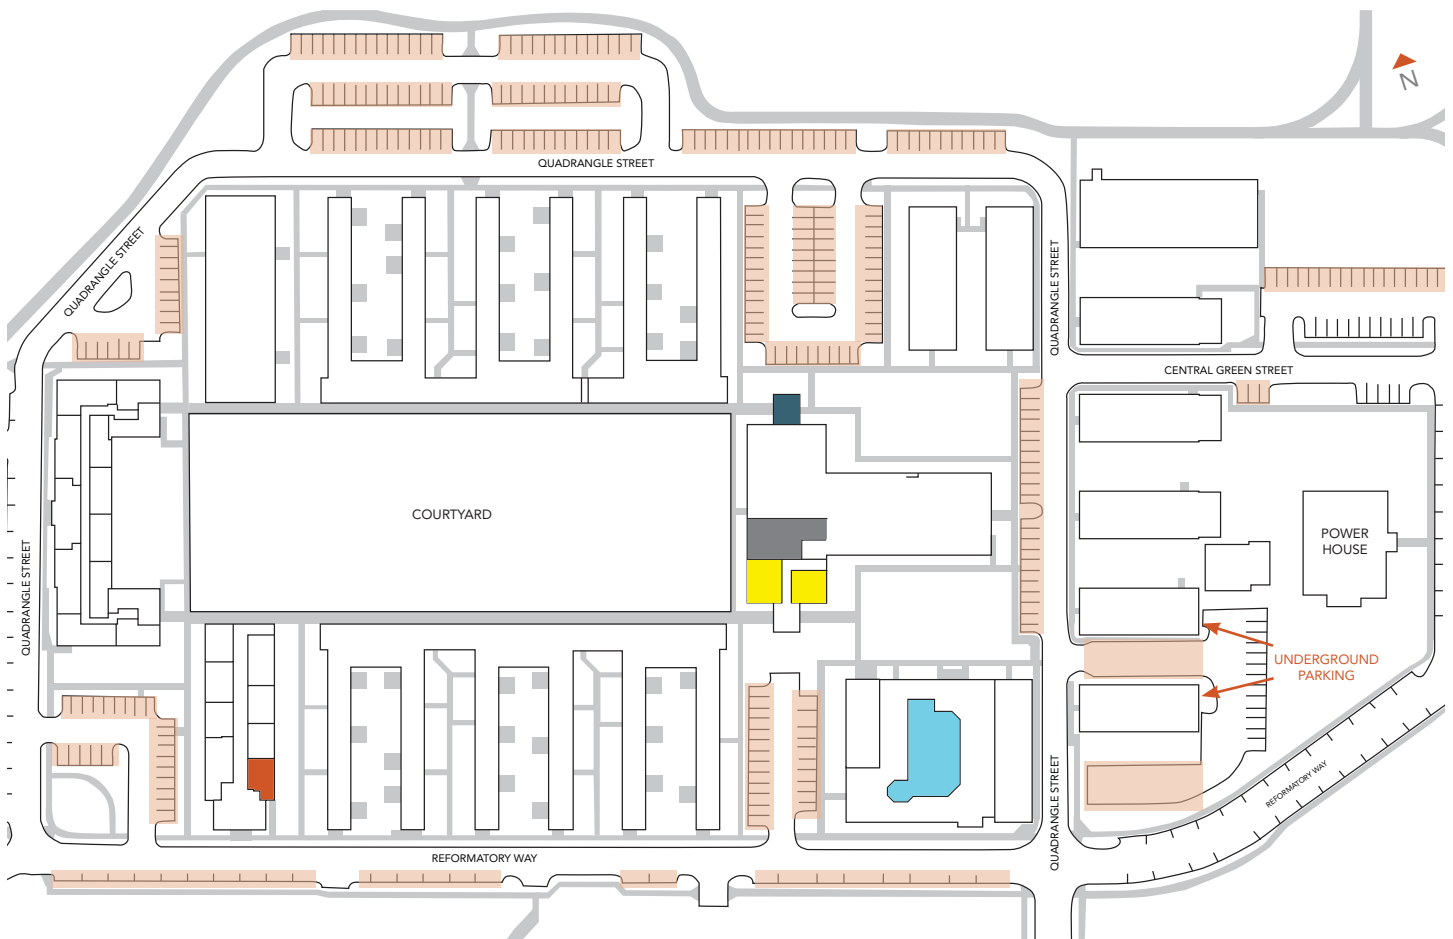 N
QUADRANGLE STREET
QUADRANGLE STREET
QUADRANGLE STREET
CENTRAL GREEN STREET
COURTYARD
POWER
HOUSE
QUADRANGLE STREET
UNDERGROUND
PARKING
REFORMATORY WAY
QUADRANGLE STREET
REFORMATORY WAY